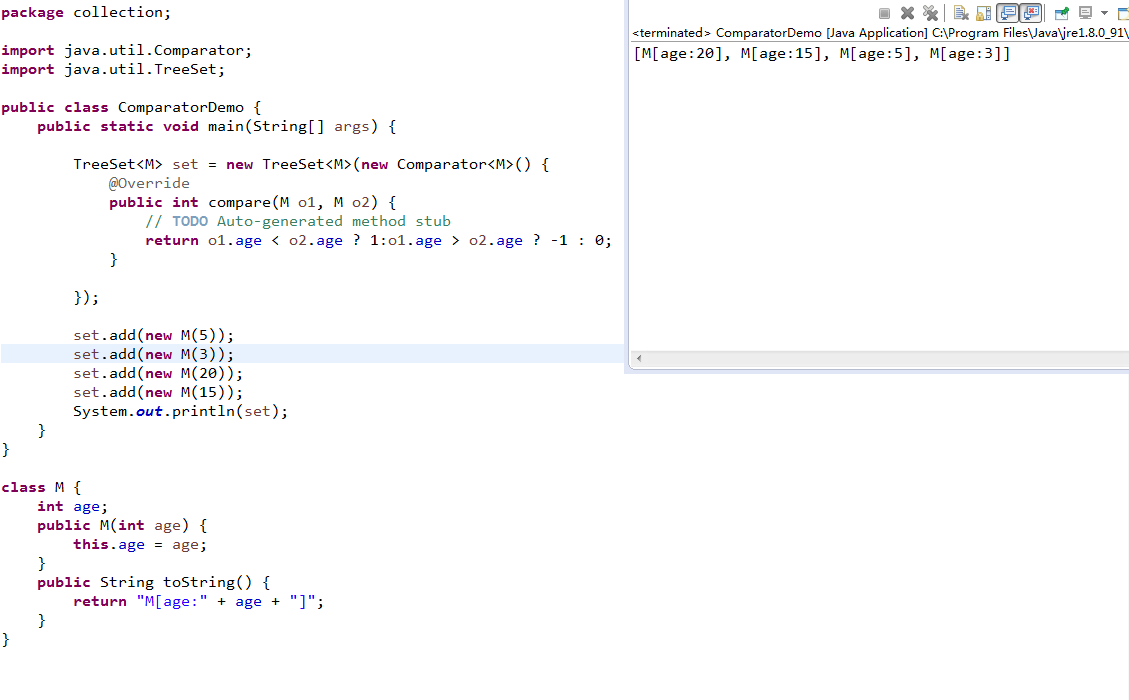 package collection;
import java.util.Comparator;
import java.util.TreeSet;
public class ComparatorDemo {
public static void main(String[] args) {
TreeSet<M> set = new TreeSet<M>(new Comparator<M>() {
@Override
public int compare(M o1, M o2) {
// TODO Auto-generated method stub
return o1.age < o2.age ? 1:o1.age > o2.age ? -1 : 0;
}
});
set.add(new M(5));
set.add(new M(3));
set.add(new M(20));
set.add(new M(15));
System.out.println(set);
}
}
class M {
int age;
public M(int age) {
this.age = age;
}
public String toString() {
return "M[age:" + age + "]";
}
}
<terminated> ComparatorDemo [Java Application] C:\Program Files\Java\jre1.8.0_91\
[M[age:20], M[age:15], M[age:5], M[age:3]]